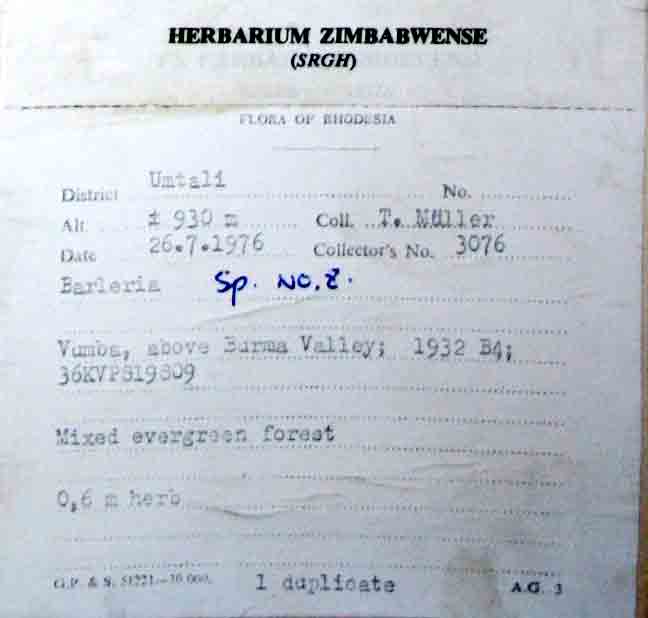 HERBARIUM ZIMBABWENSE
(SRGH)
FLORA OF RHODESIA
District Umtali No.
Alt. ± 930 m Coll. T. Müller
Date 26.7.1976 Collector's No. 3076
Barleria Sp. No. 2.
Vumba, above Burma Valley; 1932 B4;
Mixed evergreen forest
0,6 m herb
G.P. & S. 1 duplicate A.G. 3